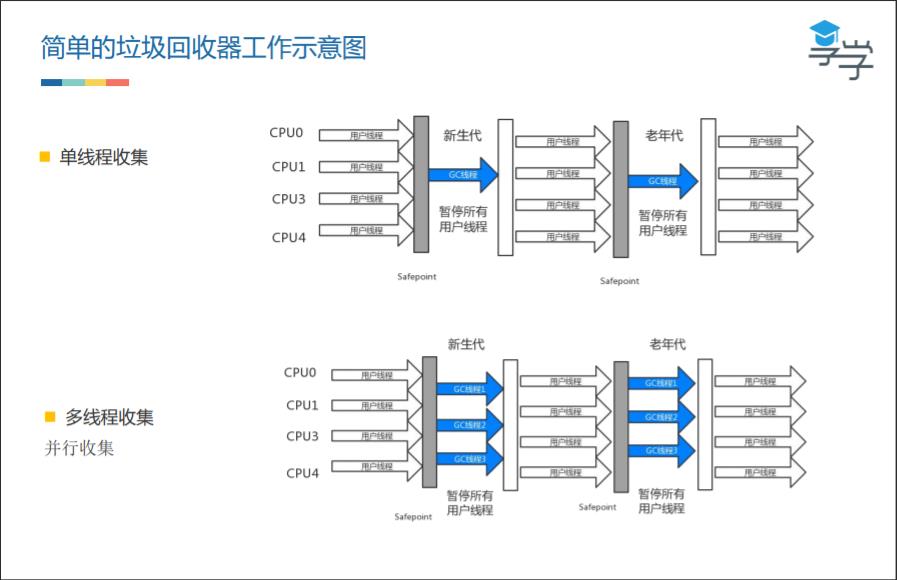 简单的垃圾回收器工作示意图
享学
单线程收集
CPU0
CPU1
CPU3
CPU4
用户线程
用户线程
用户线程
用户线程
Safepoint
新生代
GC线程
暂停所有
用户线程
用户线程
用户线程
用户线程
用户线程
Safepoint
老年代
GC线程
暂停所有
用户线程
用户线程
用户线程
用户线程
用户线程
多线程收集
并行收集
CPU0
CPU1
CPU3
CPU4
用户线程
用户线程
用户线程
用户线程
Safepoint
新生代
GC线程1
GC线程2
GC线程3
暂停所有
用户线程
用户线程
用户线程
用户线程
用户线程
Safepoint
老年代
GC线程1
GC线程2
GC线程3
暂停所有
用户线程
用户线程
用户线程
用户线程
用户线程